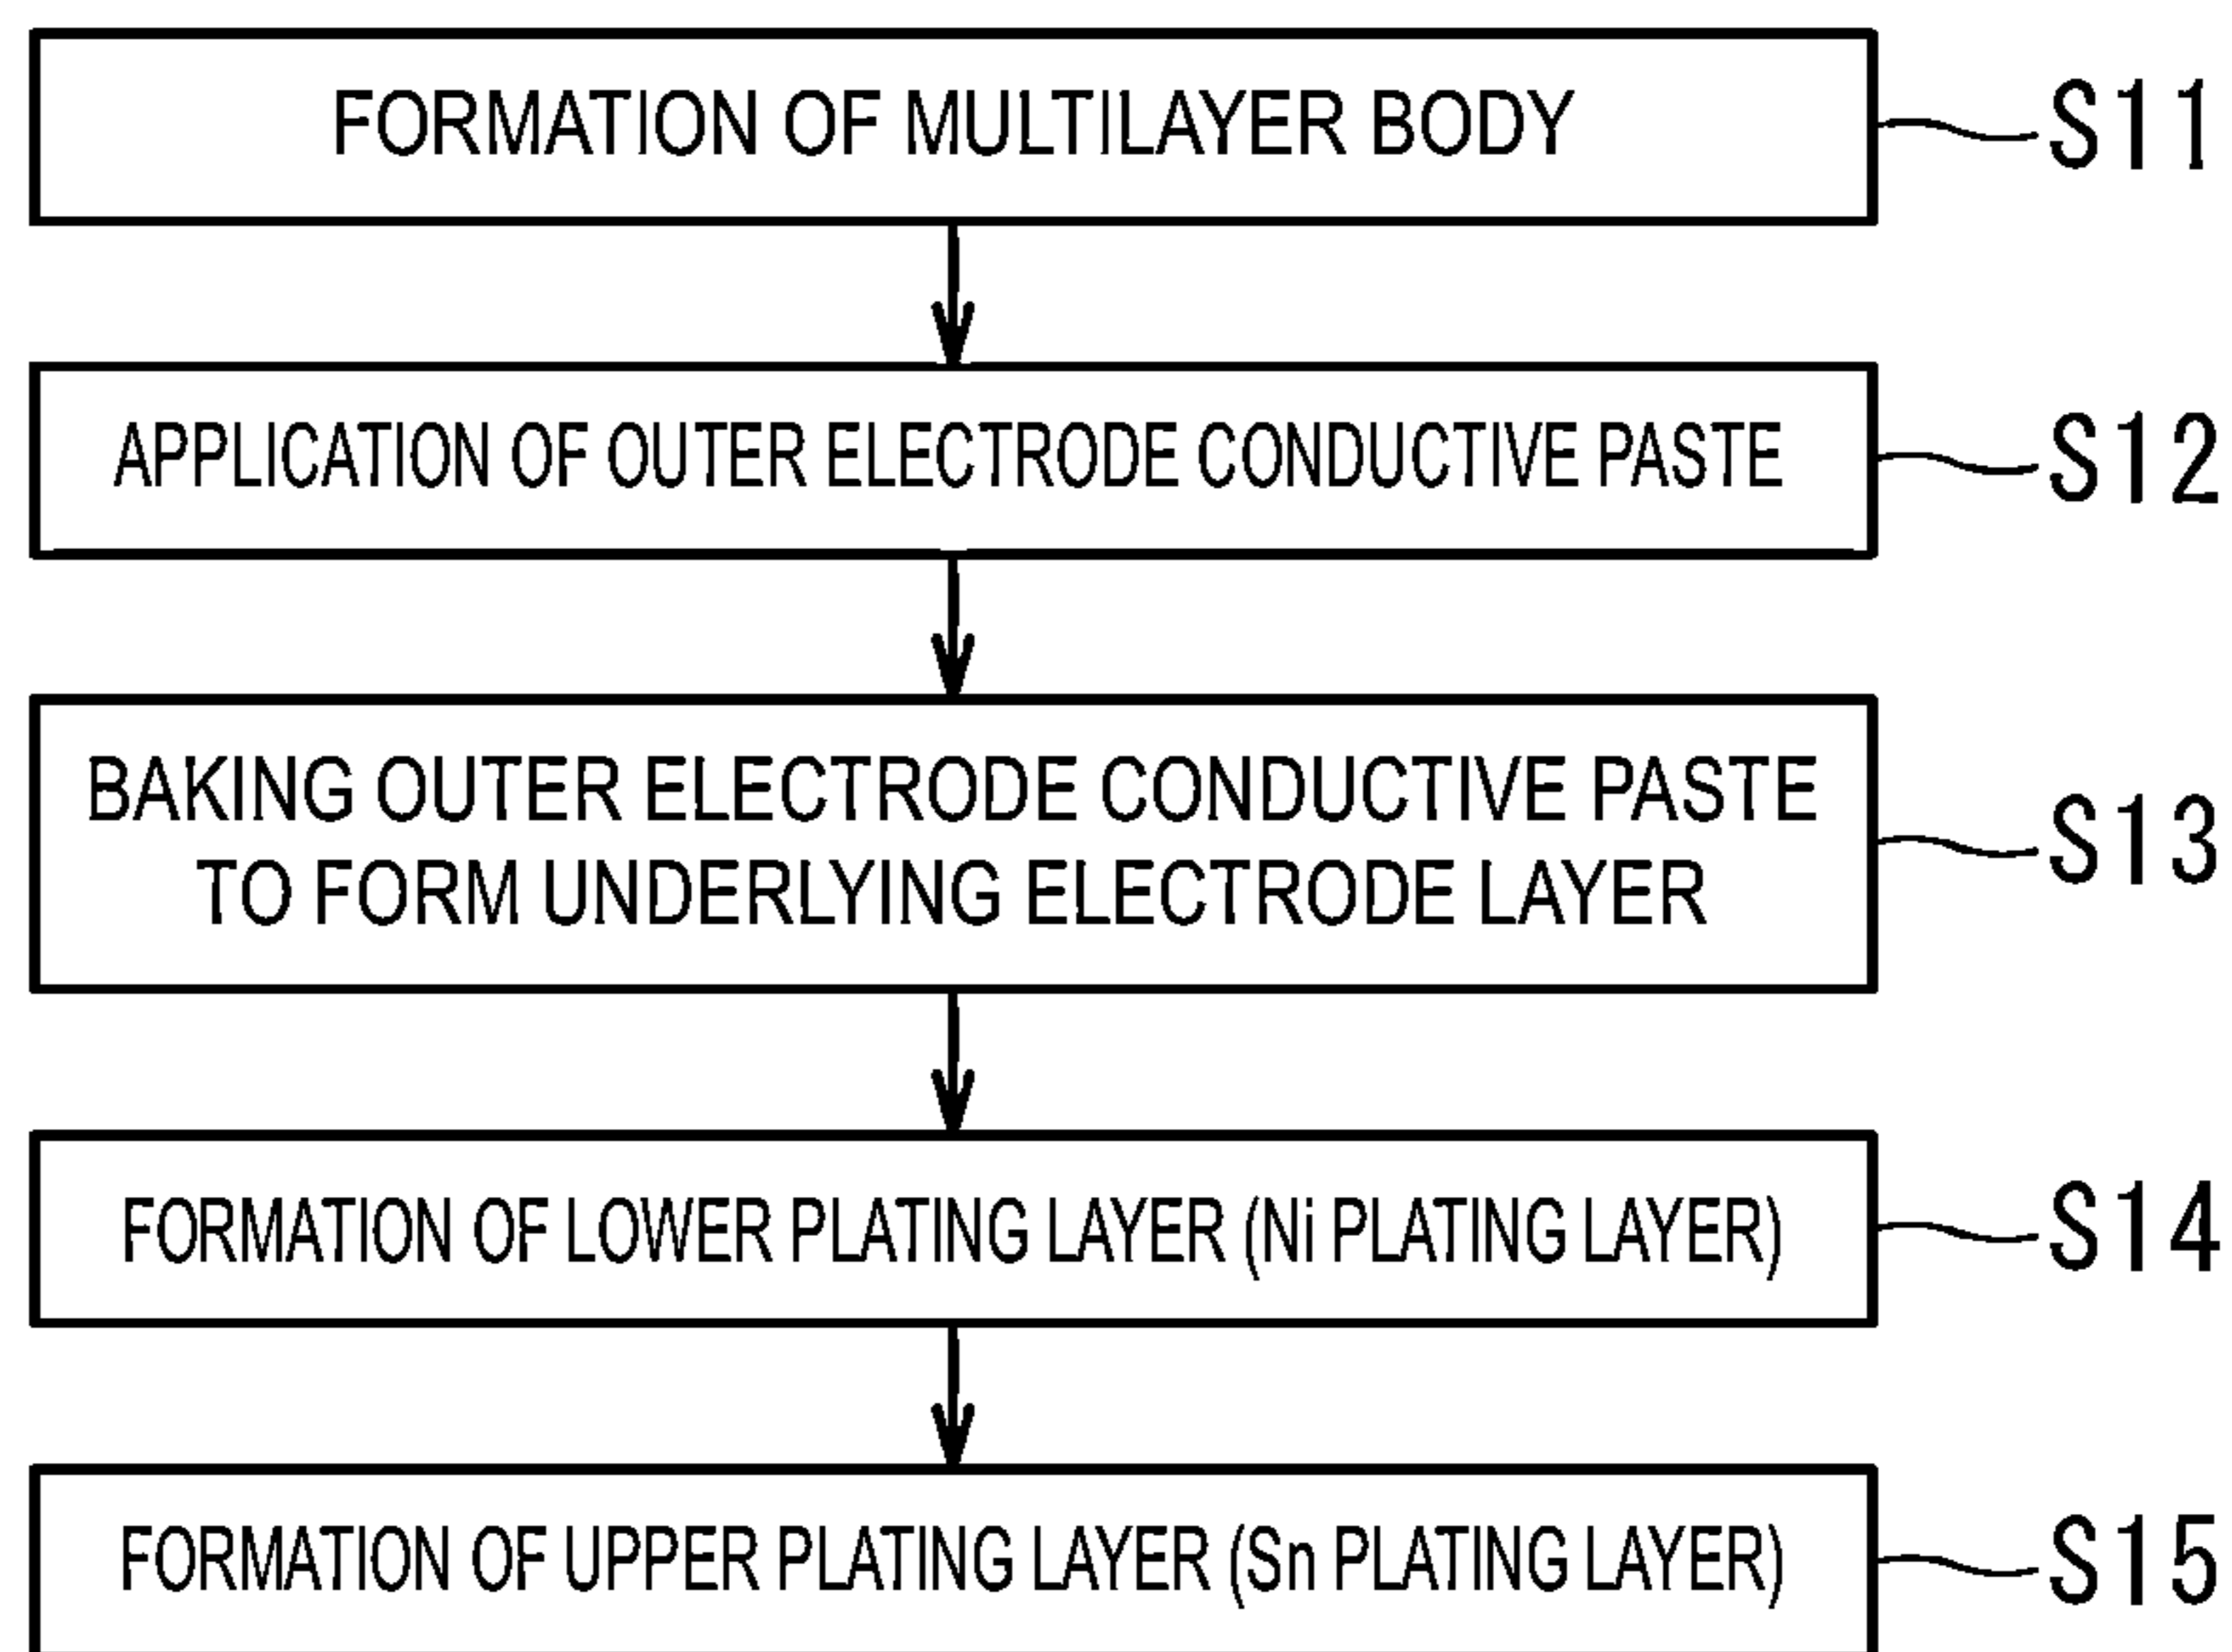 FORMATION OF MULTILAYER BODY
S11
APPLICATION OF OUTER ELECTRODE CONDUCTIVE PASTE
S12
BAKING OUTER ELECTRODE CONDUCTIVE PASTE
TO FORM UNDERLYING ELECTRODE LAYER
S13
FORMATION OF LOWER PLATING LAYER (Ni PLATING LAYER)
S14
FORMATION OF UPPER PLATING LAYER (Sn PLATING LAYER)
S15